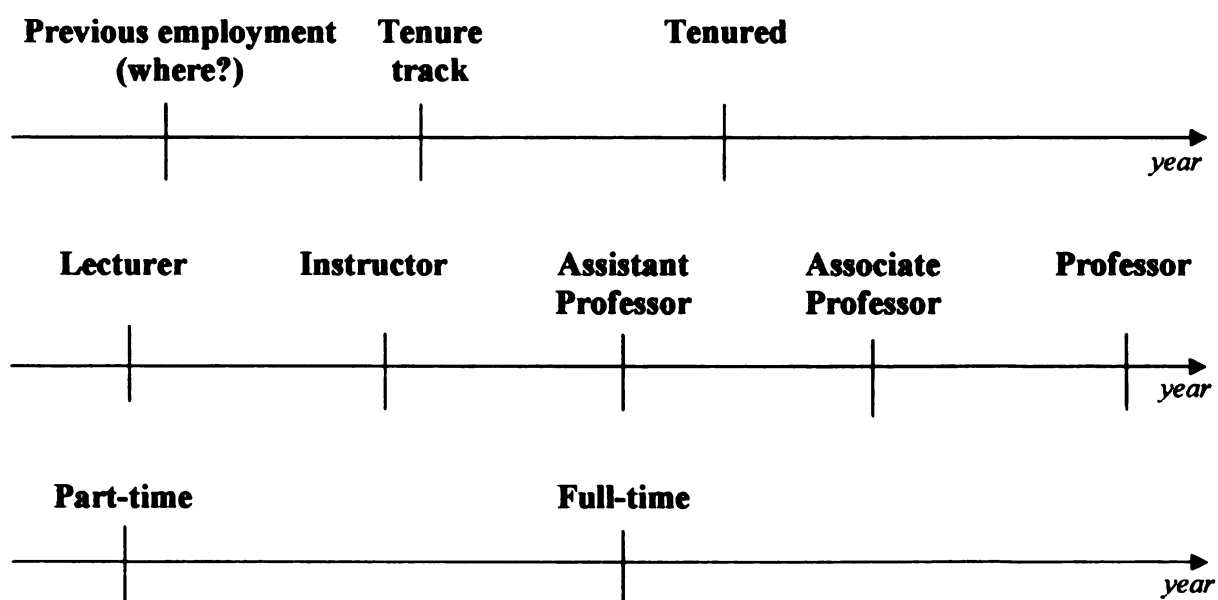 Previous employment Tenure Tenured
(where?) track
year
Lecturer Instructor Assistant Associate Professor
Professor Professor
year
Part-time Full-time
year